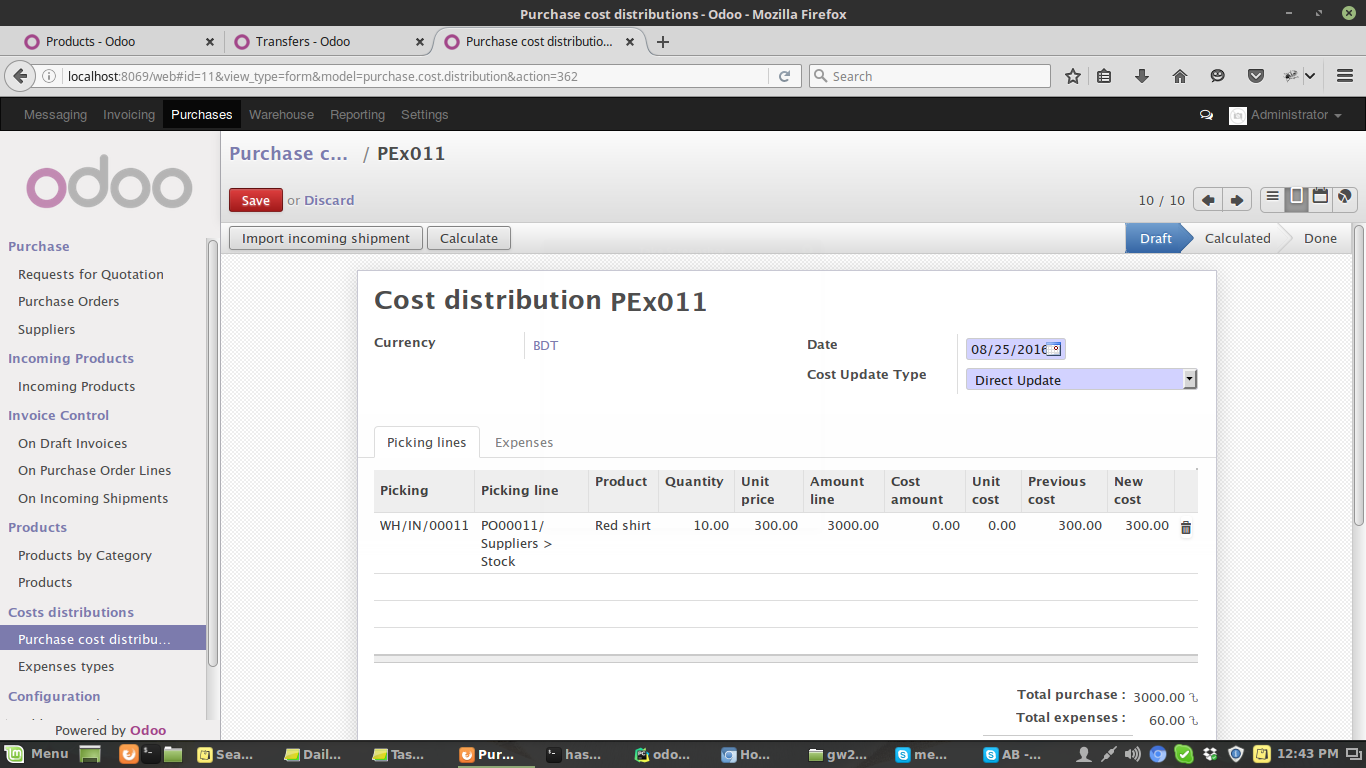 Purchase cost distributions - Odoo - Mozilla Firefox
Products - Odoo
Transfers - Odoo
Purchase cost distributio...
localhost:8069/web#id=11&view_type=form&model=purchase.cost.distribution&action=362
Search
Messaging Invoicing Purchases Warehouse Reporting Settings
Administrator
odoo
Purchase c... / PEx011
Save or Discard
10 / 10
Import incoming shipment
Calculate
Draft
Calculated
Done
Purchase
Requests for Quotation
Purchase Orders
Suppliers
Incoming Products
Incoming Products
Invoice Control
On Draft Invoices
On Purchase Order Lines
On Incoming Shipments
Products
Products by Category
Products
Costs distributions
Purchase cost distribu...
Expenses types
Configuration
Powered by Odoo
Cost distribution PEx011
Currency
BDT
Date
08/25/2016
Cost Update Type
Direct Update
Picking lines
Expenses
Picking Picking line Product Quantity Unit price Amount line Cost amount Unit cost Previous cost New cost
WH/IN/00011 PO00011/ Red shirt 10.00 300.00 3000.00 0.00 0.00 300.00 300.00
Suppliers >
Stock
Total purchase : 3000.00 ৳
Total expenses : 60.00 ৳
Menu
Sea...
Dail...
Tas...
Pur...
has...
odo...
Ho...
gw2...
me...
AB -...
12:43 PM